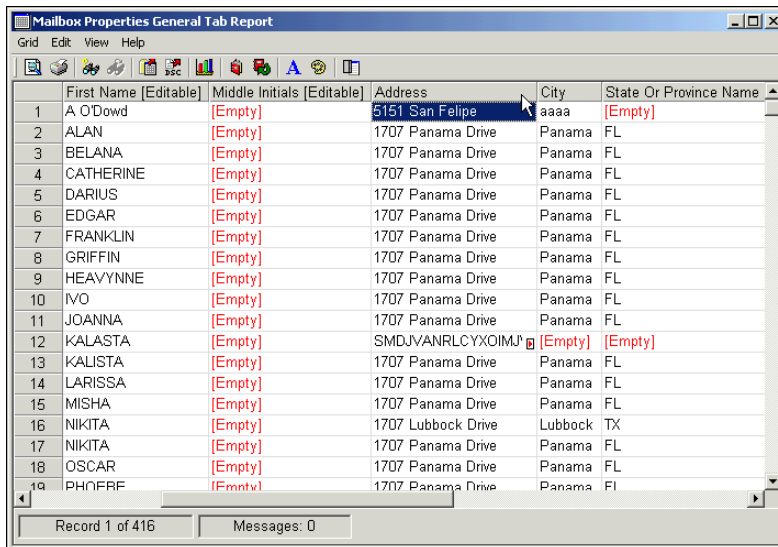 Mailbox Properties General Tab Report
Grid Edit View Help
DSC A
First Name [Editable] Middle Initials [Editable] Address City State Or Province Name
1 A O'Dowd [Empty] 5151 San Felipe aaaa [Empty]
2 ALAN [Empty] 1707 Panama Drive Panama FL
3 BELANA [Empty] 1707 Panama Drive Panama FL
4 CATHERINE [Empty] 1707 Panama Drive Panama FL
5 DARIUS [Empty] 1707 Panama Drive Panama FL
6 EDGAR [Empty] 1707 Panama Drive Panama FL
7 FRANKLIN [Empty] 1707 Panama Drive Panama FL
8 GRIFFIN [Empty] 1707 Panama Drive Panama FL
9 HEAVYNNE [Empty] 1707 Panama Drive Panama FL
10 IVO [Empty] 1707 Panama Drive Panama FL
11 JOANNA [Empty] 1707 Panama Drive Panama FL
12 KALASTA [Empty] SMDJVANRLCYXOIMJ [Empty] [Empty]
13 KALISTA [Empty] 1707 Panama Drive Panama FL
14 LARISSA [Empty] 1707 Panama Drive Panama FL
15 MISHA [Empty] 1707 Panama Drive Panama FL
16 NIKITA [Empty] 1707 Lubbock Drive Lubbock TX
17 NIKITA [Empty] 1707 Panama Drive Panama FL
18 OSCAR [Empty] 1707 Panama Drive Panama FL
19 PHOEBE [Empty] 1707 Panama Drive Panama FL
Record 1 of 416 Messages: 0